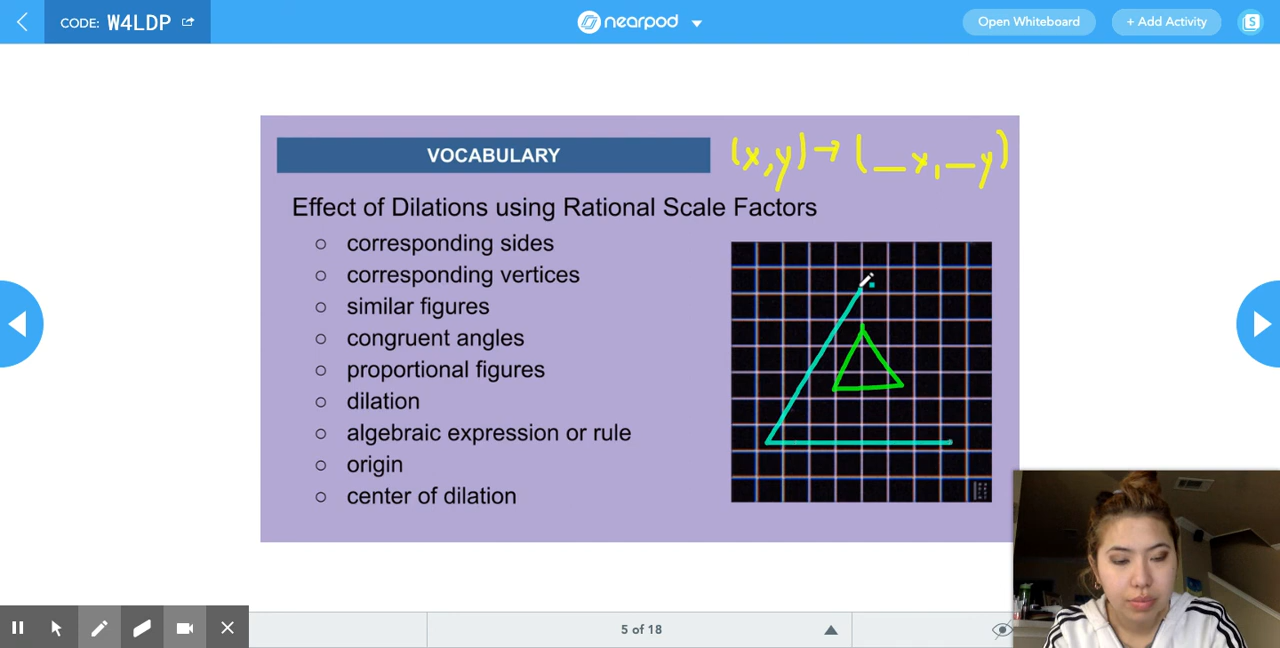 CODE: W4LDP
nearpod
Open Whiteboard
+ Add Activity
S
VOCABULARY
(x,y) → (_x, _y)
Effect of Dilations using Rational Scale Factors
○ corresponding sides
○ corresponding vertices
○ similar figures
○ congruent angles
○ proportional figures
○ dilation
○ algebraic expression or rule
○ origin
○ center of dilation
5 of 18